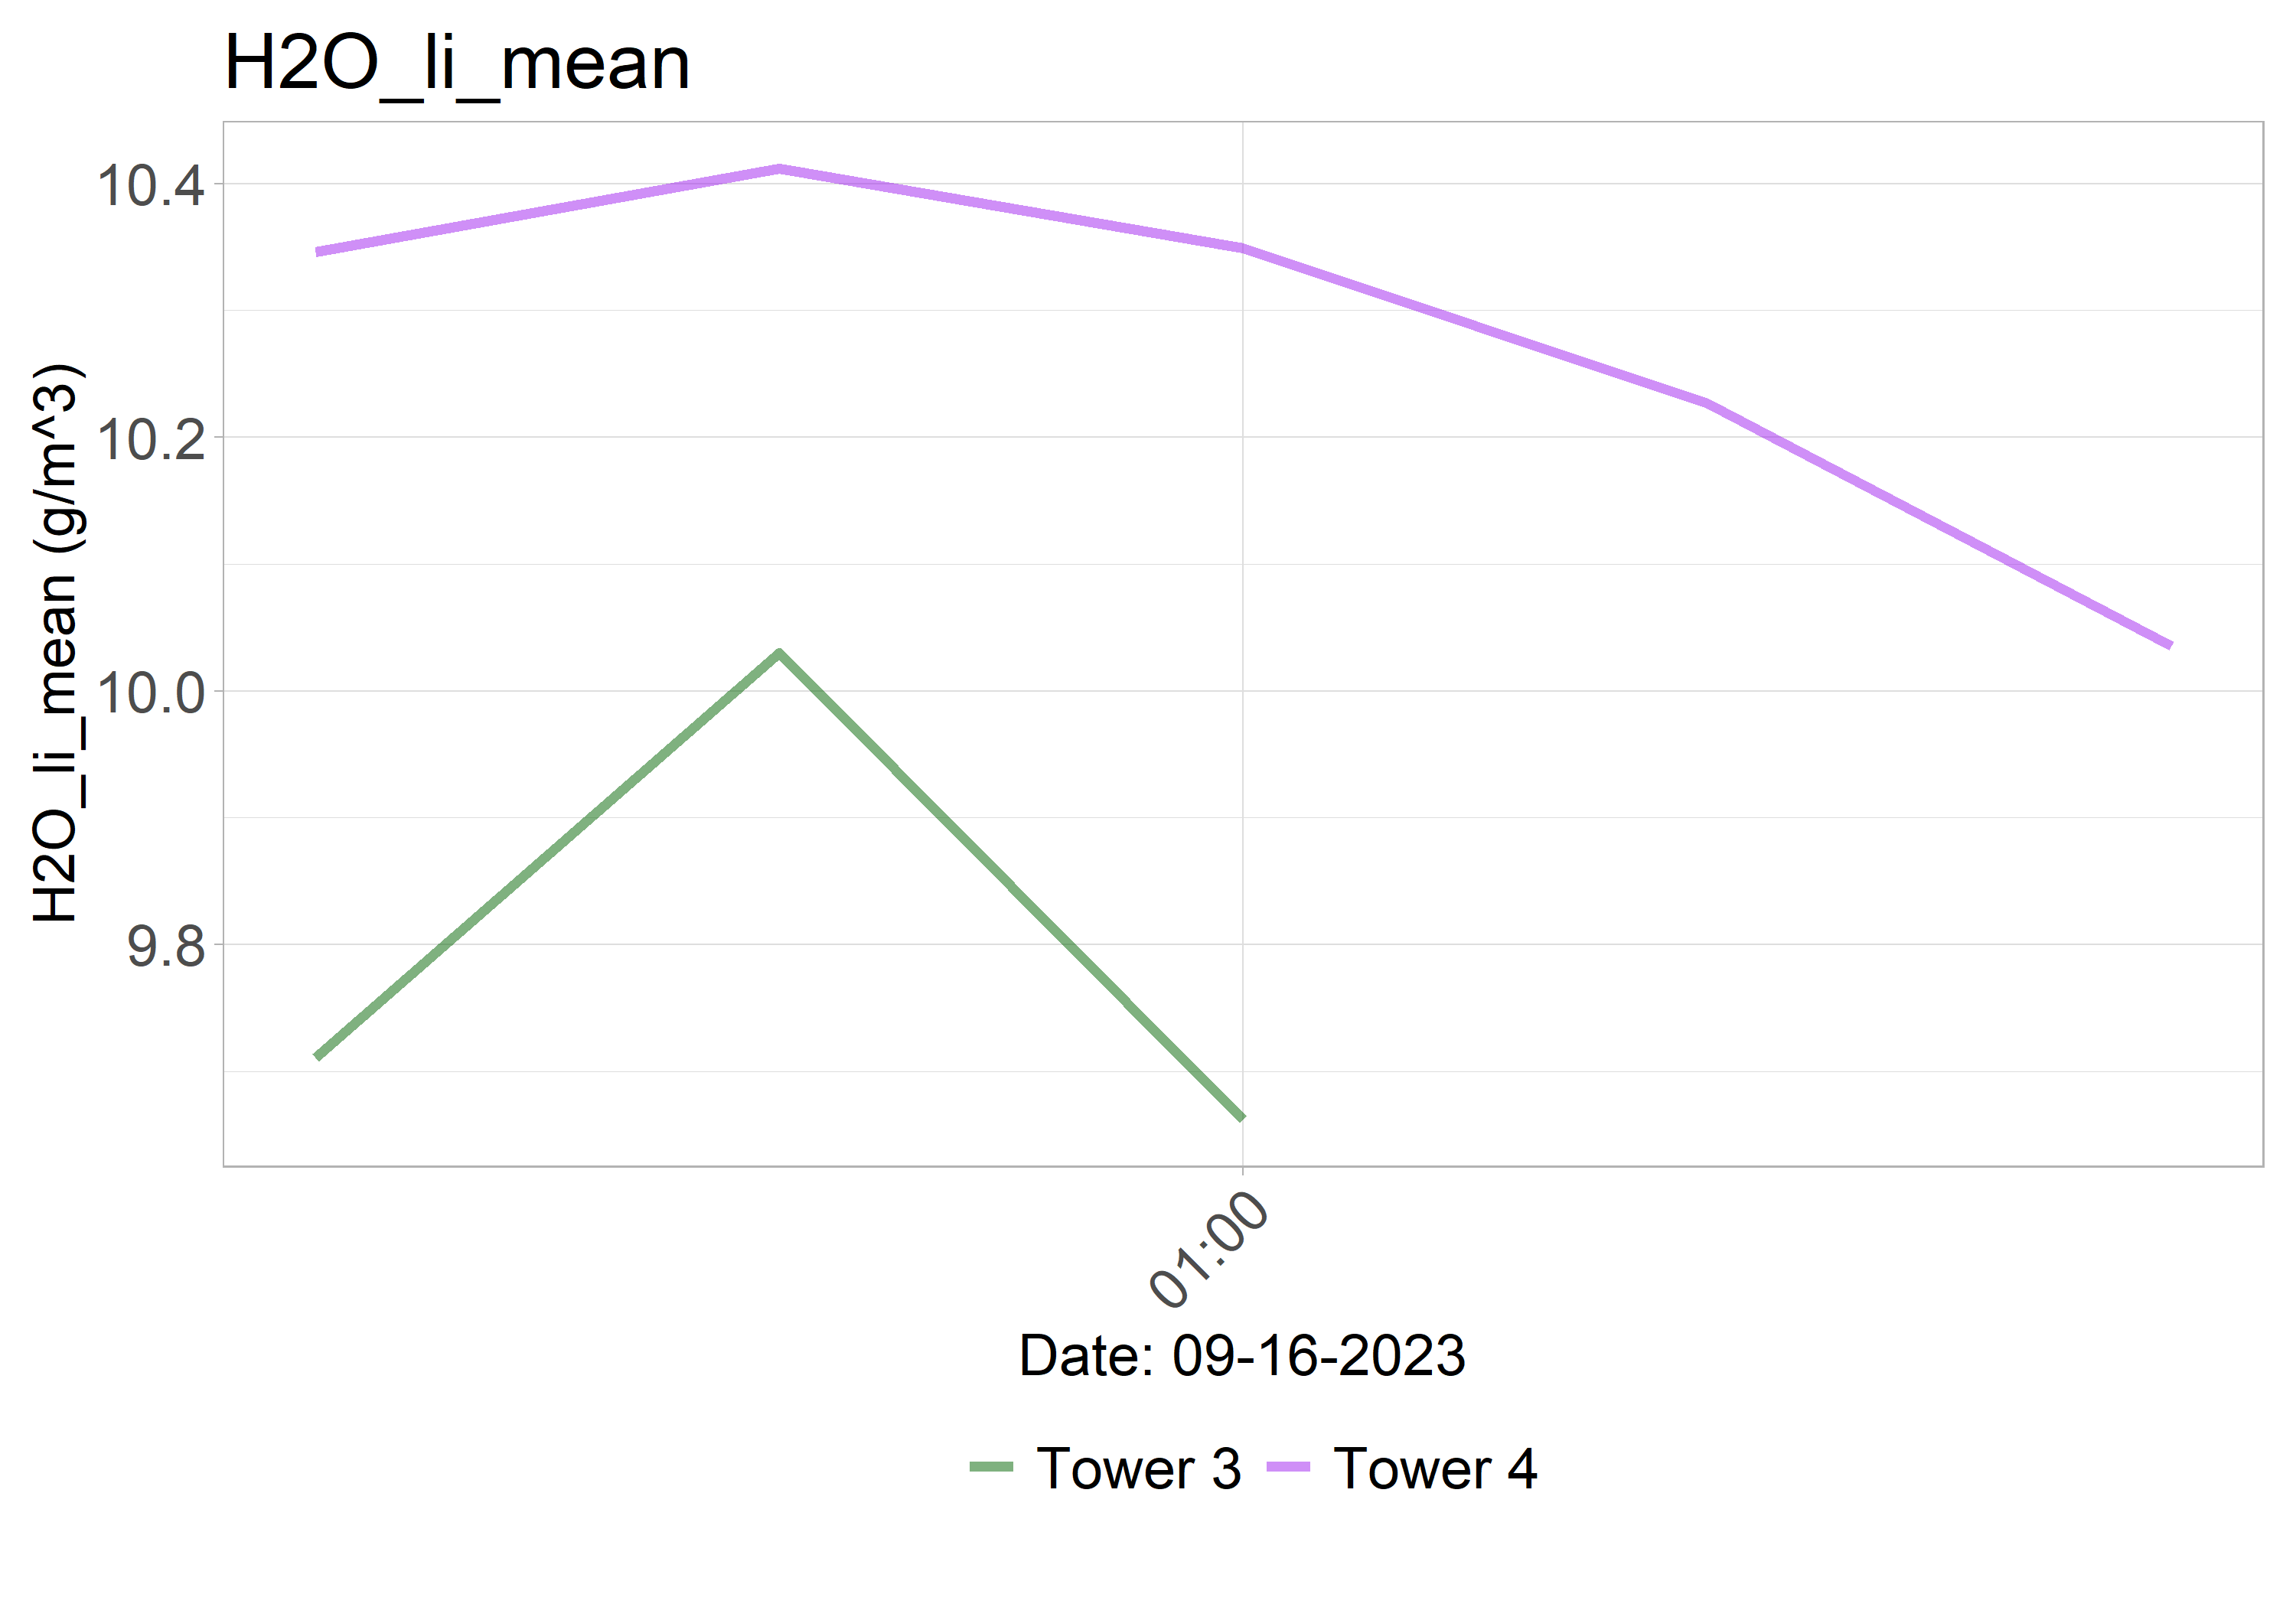 H2O_li_mean
H2O_li_mean (g/m^3)
10.4
10.2
10.0
9.8
01:00
Date: 09-16-2023
Tower 3 Tower 4